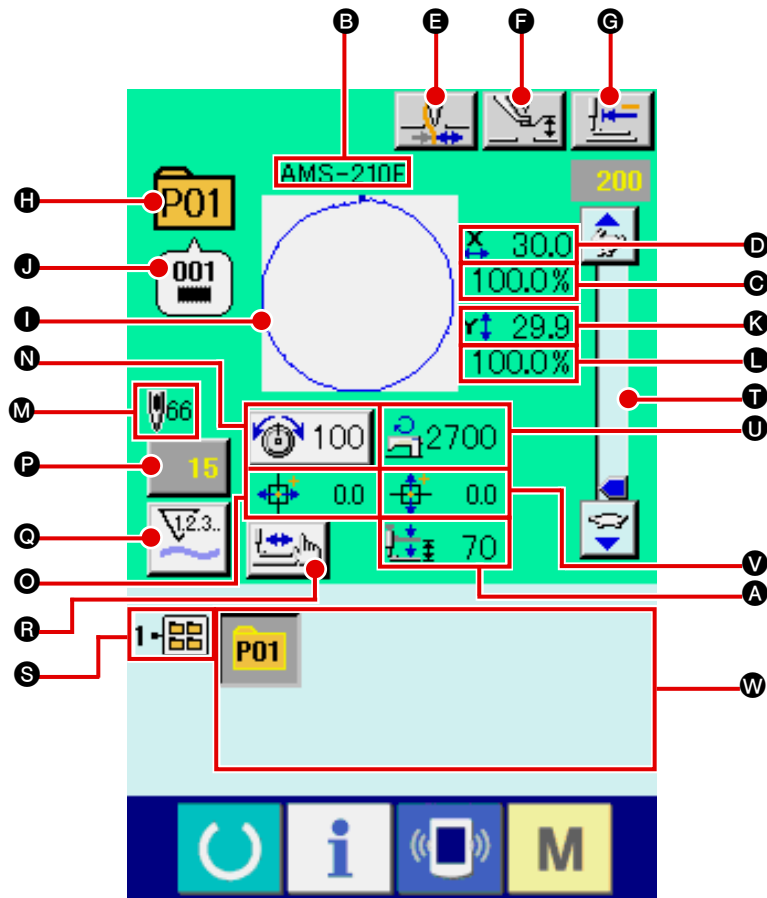 B E F G
AMS-210E
200
H P01
J 001
X 30.0 D
100.0% C
I
Y 29.9 K
100.0% L
N
T
M 66
100 2700 U
P 15
0.0 0.0
Q 1,2,3..
O 70 V
R A
S 1 P01 W
i M